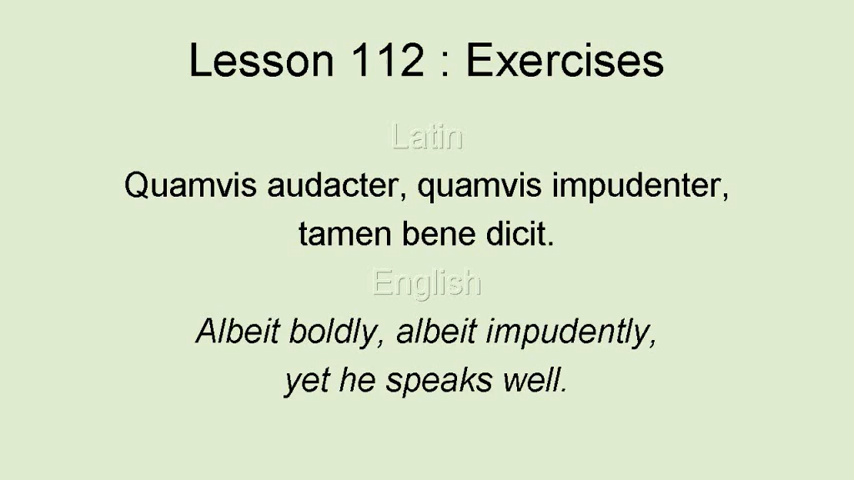 Lesson 112 : Exercises
Latin
Quamvis audacter, quamvis impudenter,
tamen bene dicit.
English
Albeit boldly, albeit impudently,
yet he speaks well.